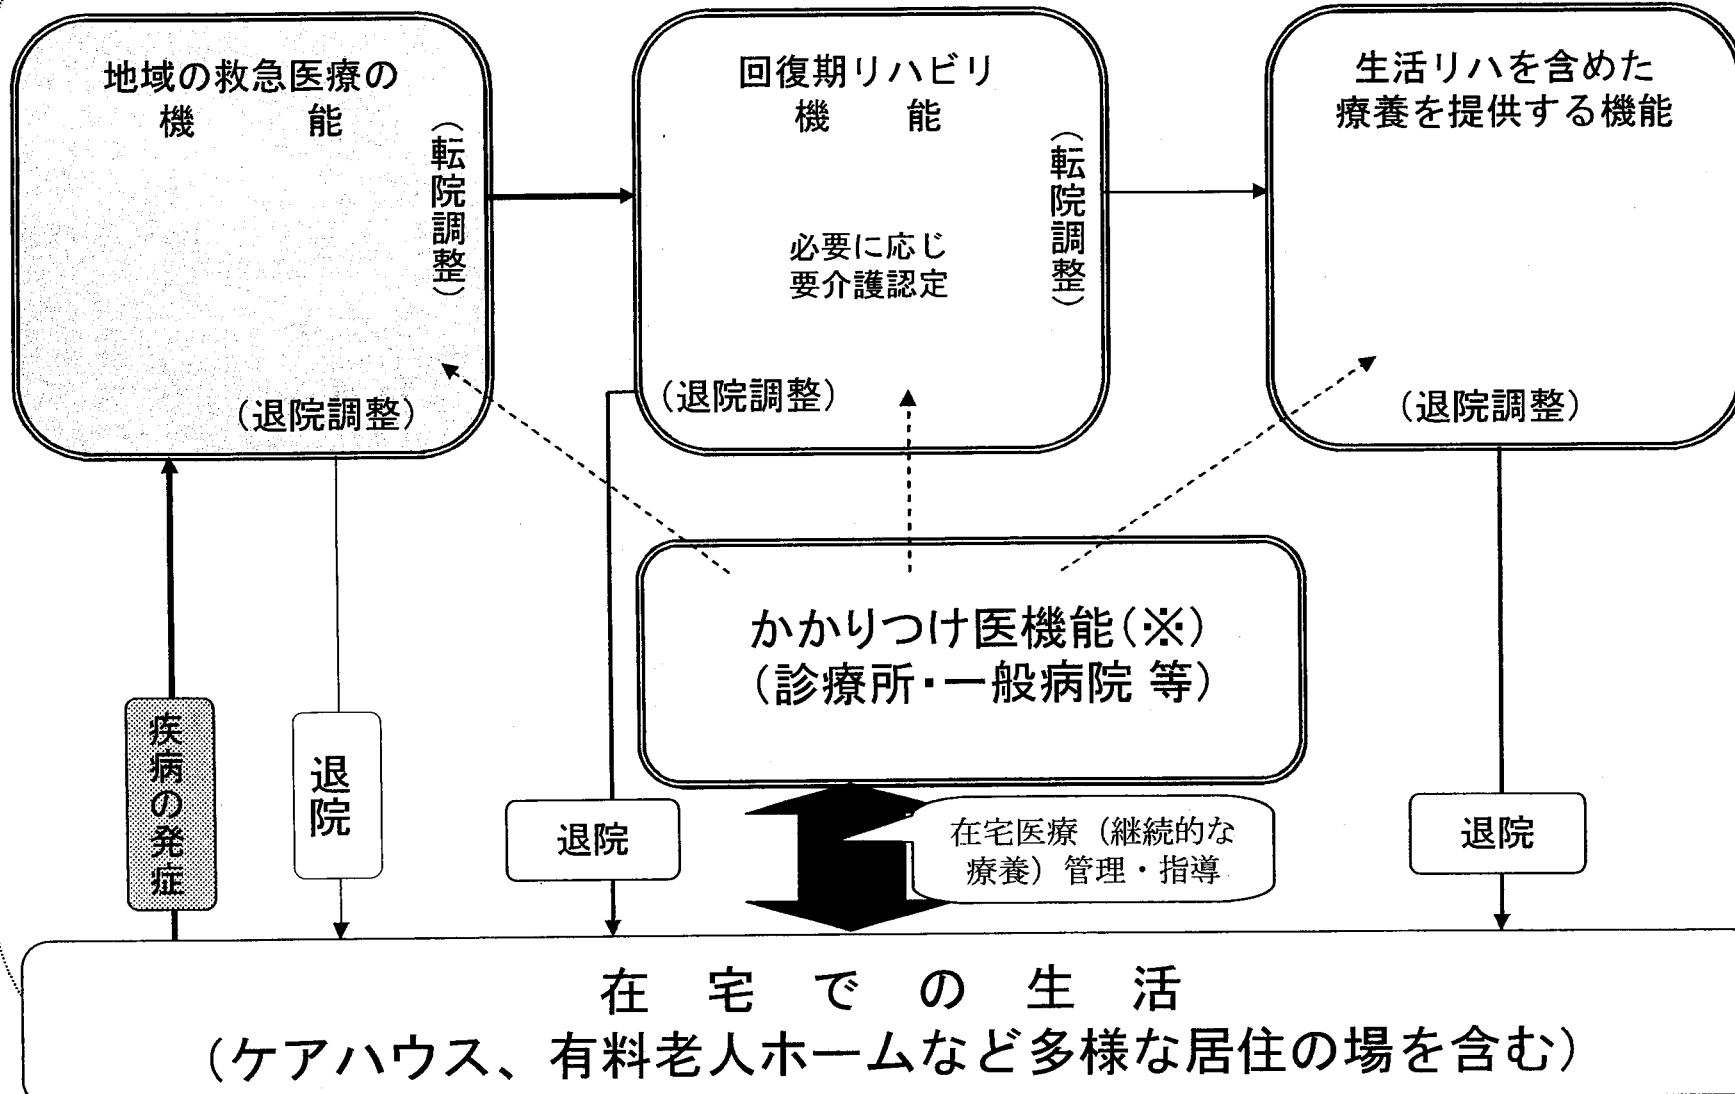 地域の救急医療の
機 能
（転院調整）
（退院調整）
回復期リハビリ
機 能
（転院調整）
必要に応じ
要介護認定
（退院調整）
生活リハを含めた
療養を提供する機能
（退院調整）
かかりつけ医機能（※）
（診療所・一般病院 等）
疾病の発症
退院
退院
在宅医療（継続的な
療養）管理・指導
退院
在 宅 で の 生 活
（ケアハウス、有料老人ホームなど多様な居住の場を含む）